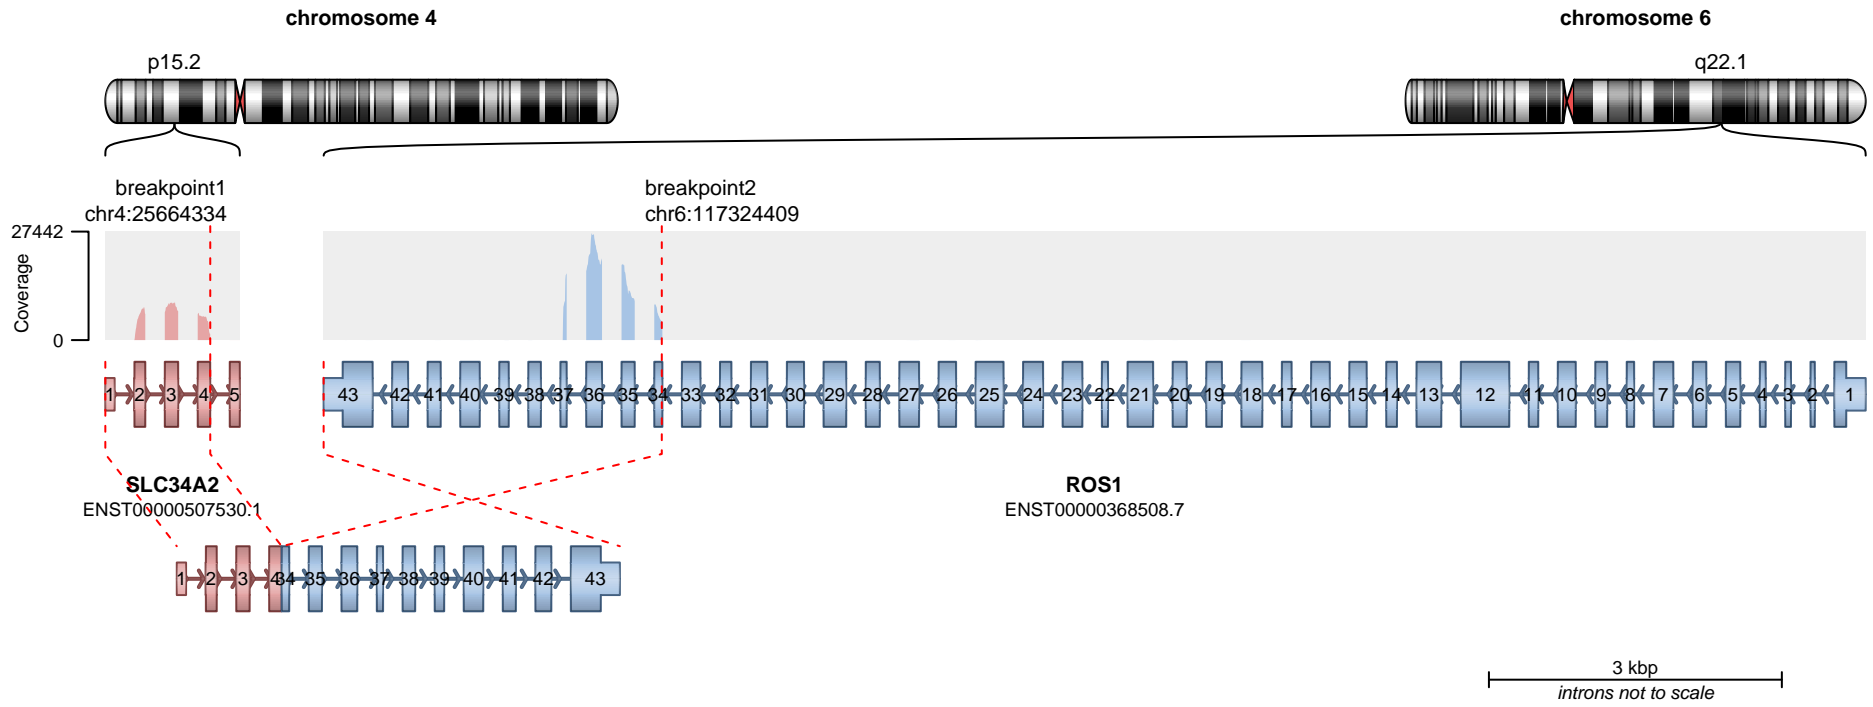 chromosome 4
chromosome 6
p15.2
q22.1
breakpoint1
chr4:25664334
breakpoint2
chr6:117324409
27442
Coverage
0
1 2 3 4 5
43 42 41 40 39 38 37 36 35 34 33 32 31 30 29 28 27 26 25 24 23 22 21 20 19 18 17 16 15 14 13 12 11 10 9 8 7 6 5 4 3 2 1
SLC34A2
ENST00000507530.1
ROS1
ENST00000368508.7
1 2 3 4 34 35 36 37 38 39 40 41 42 43
3 kbp
introns not to scale